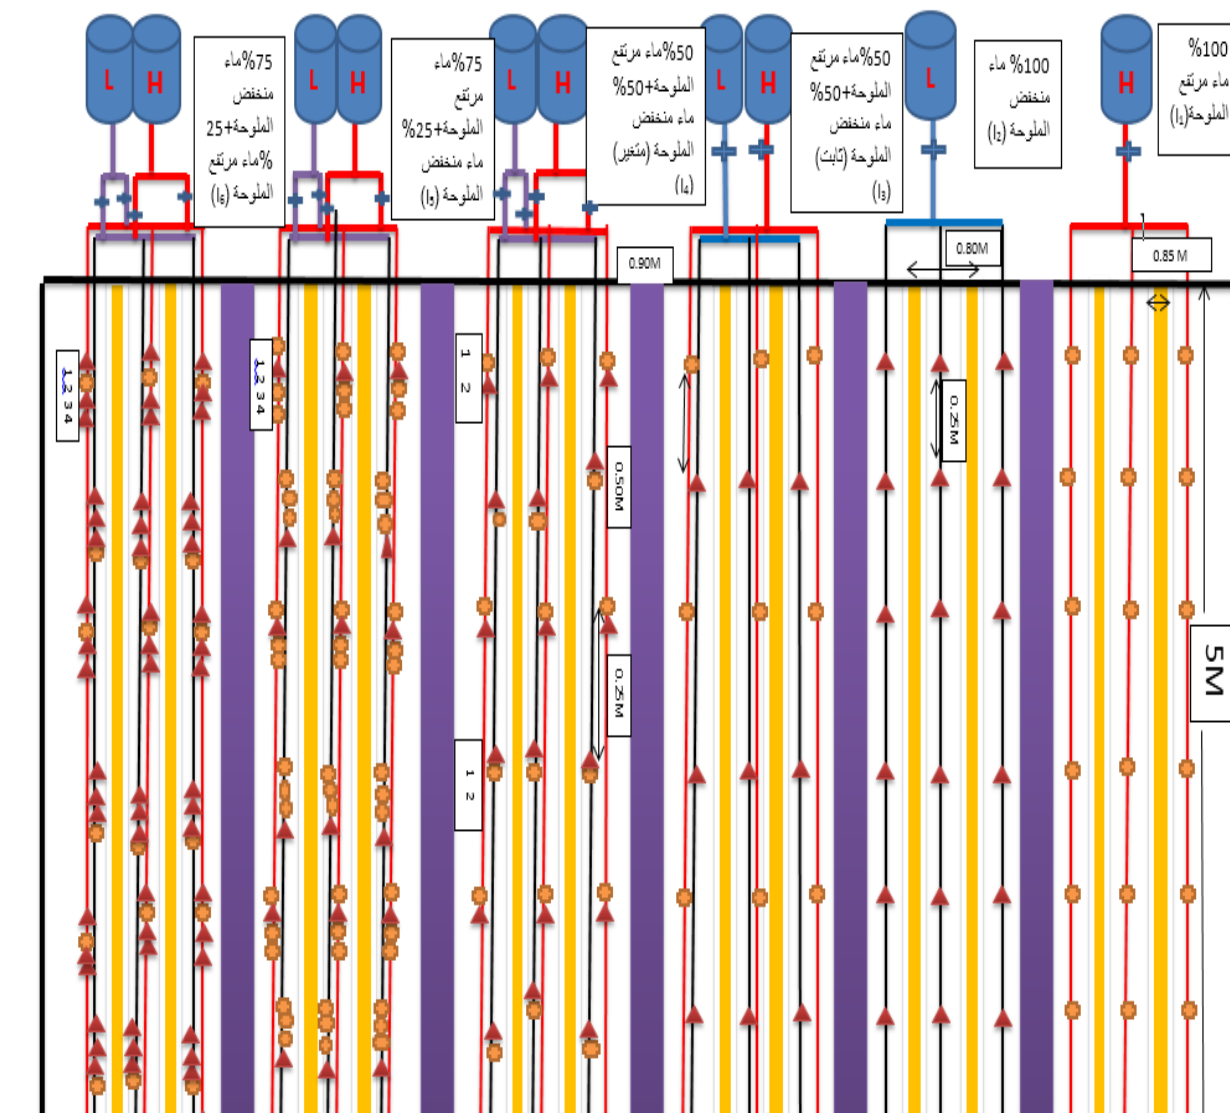 L
H
L
H
L
H
L
H
L
H
75%ماء
منخفض
الملوحة+25
%ماء مرتفع
الملوحة (I₆)
75%ماء
مرتفع
الملوحة+25%
ماء منخفض
الملوحة (I₅)
50%ماء مرتفع
الملوحة+50%
ماء منخفض
الملوحة (متغير)
(I₄)
50%ماء مرتفع
الملوحة+50%
ماء منخفض
الملوحة (ثابت)
(I₃)
100% ماء
منخفض
الملوحة (I₂)
100%
ماء مرتفع
الملوحة(I₁)
0.90M
0.80M
0.85 M
1 2 3 4
1 2 3 4
1 2
0.25M
0.50M
0.25M
5M
1 2